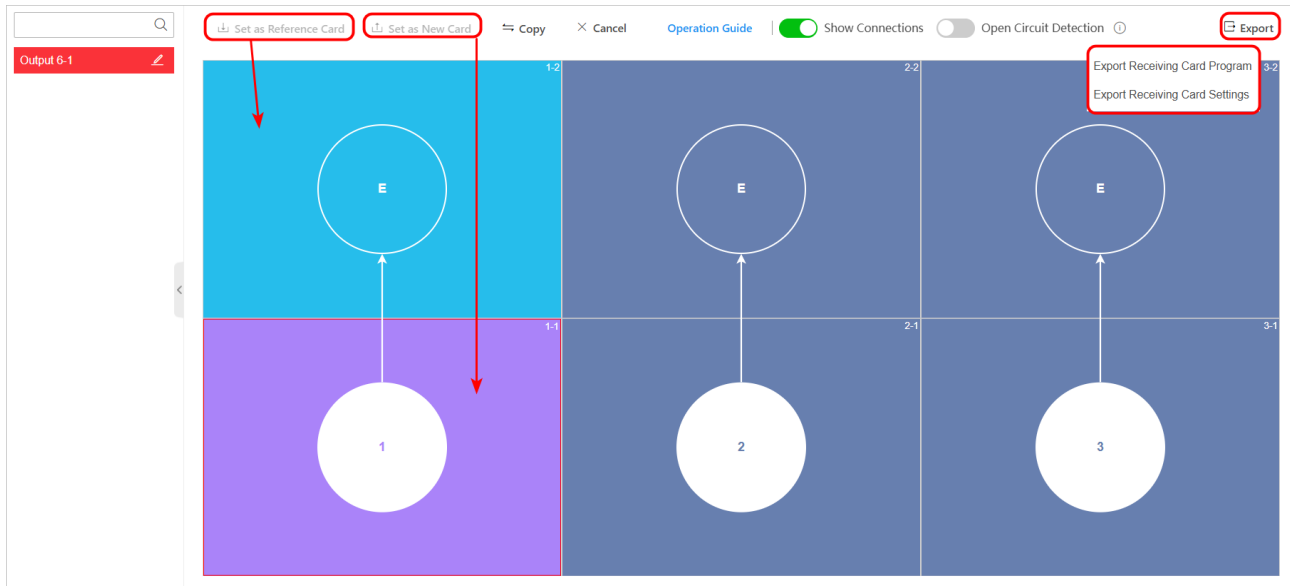 Set as Reference Card
Set as New Card
Copy
Cancel
Operation Guide
Show Connections
Open Circuit Detection
Export
Output 6-1
Export Receiving Card Program
Export Receiving Card Settings
1-2
2-2
3-2
E
E
E
1-1
2-1
3-1
1
2
3